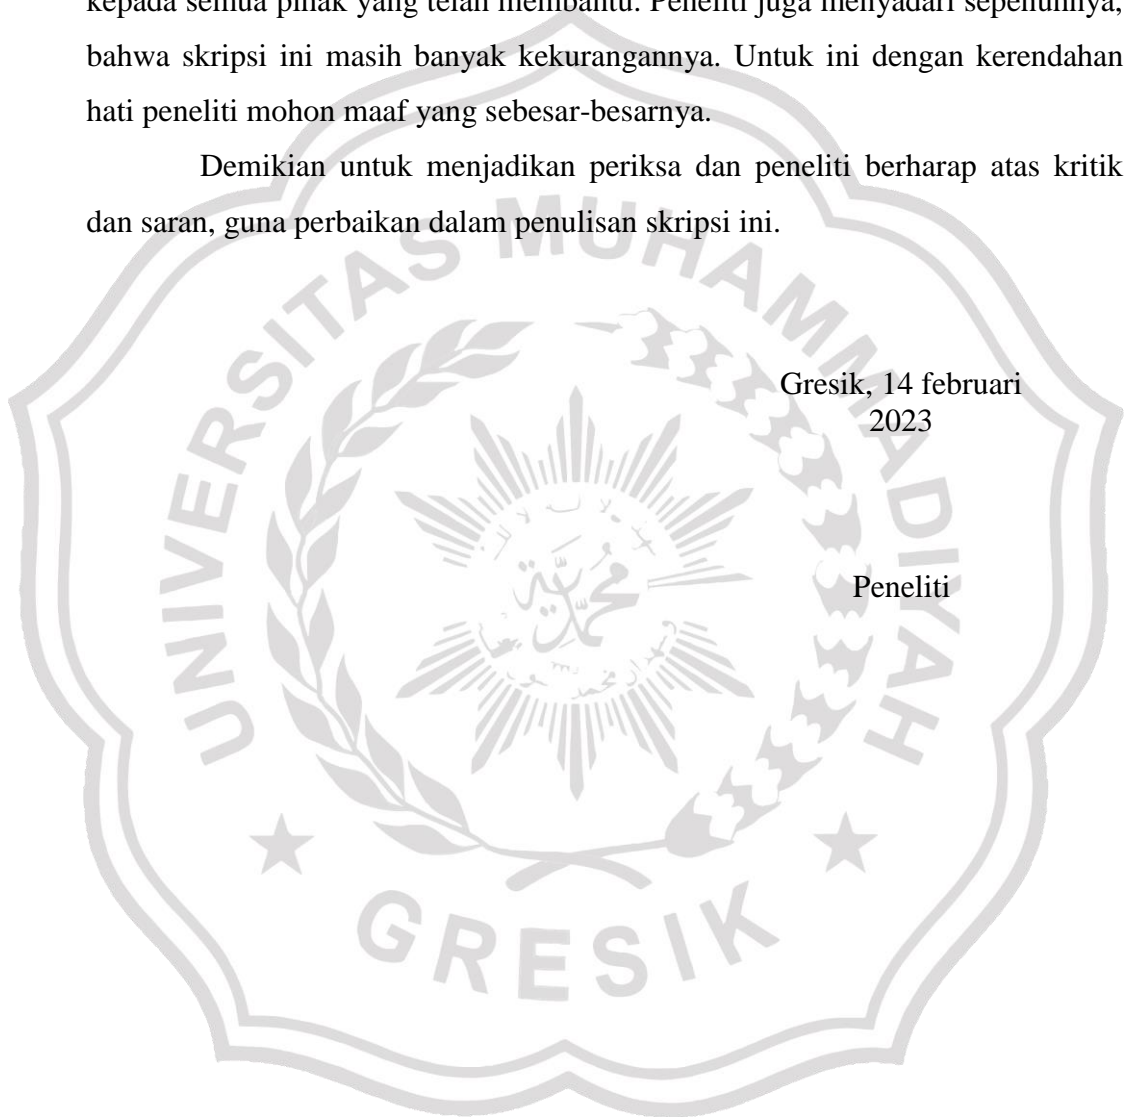 kepada semua pihak yang telah membantu. Peneliti juga menyadari sepenuhnya,
bahwa skripsi ini masih banyak kekurangannya. Untuk ini dengan kerendahan
hati peneliti mohon maaf yang sebesar-besarnya.
Demikian untuk menjadikan periksa dan peneliti berharap atas kritik
dan saran, guna perbaikan dalam penulisan skripsi ini.
Gresik, 14 februari
2023
Peneliti
UNIVERSITAS MUHAMMADIYAH
GRESIK